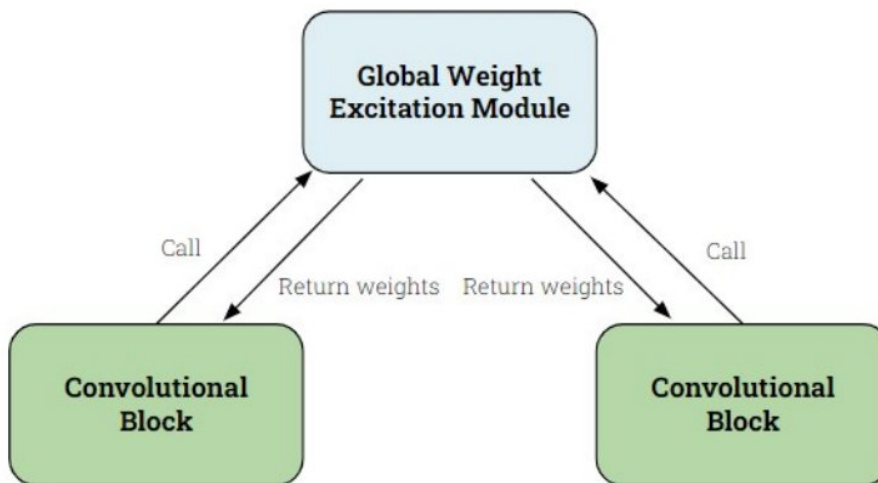 Global Weight
Excitation Module
Call
Call
Return weights
Return weights
Convolutional
Block
Convolutional
Block